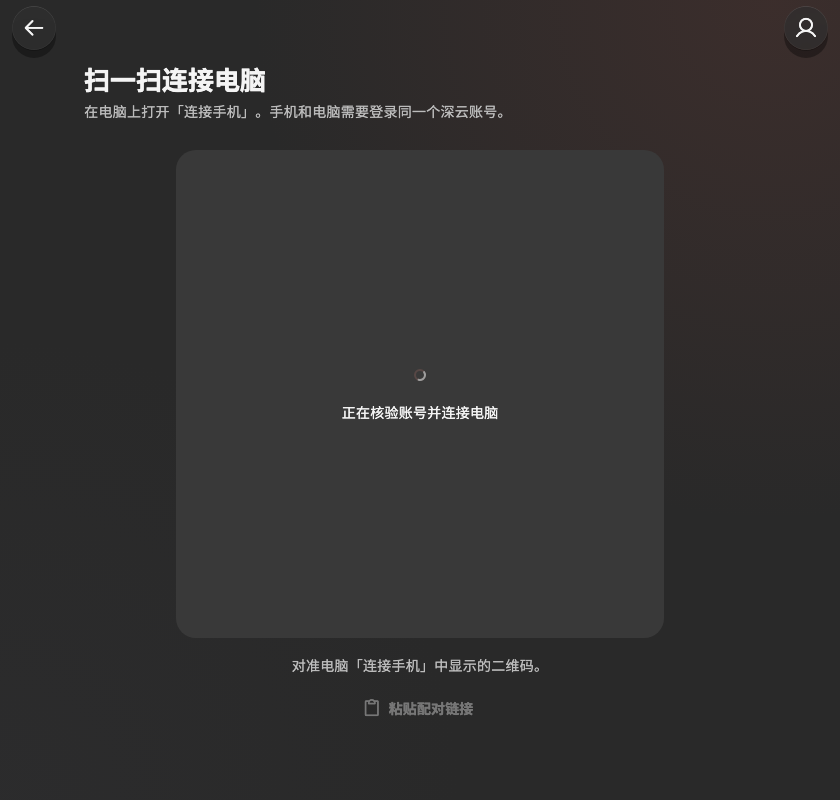 扫一扫连接电脑
在电脑上打开「连接手机」。手机和电脑需要登录同一个深云账号。
正在核验账号并连接电脑
对准电脑「连接手机」中显示的二维码。
粘贴配对链接